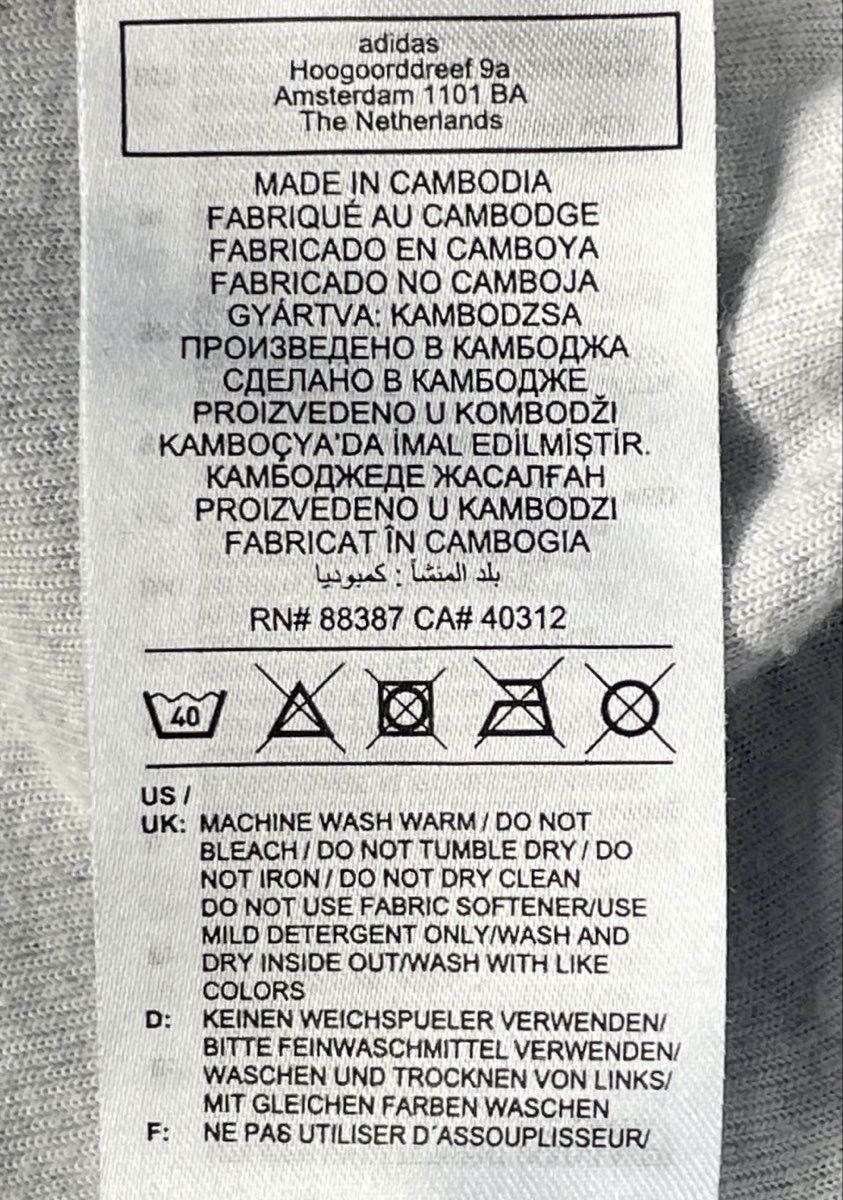 adidas
Hoogoorddreef 9a
Amsterdam 1101 BA
The Netherlands
MADE IN CAMBODIA
FABRIQUÉ AU CAMBODGE
FABRICADO EN CAMBOYA
FABRICADO NO CAMBOJA
GYÁRTVA: KAMBODZSA
ПРОИЗВЕДЕНО В КАМБОДЖА
СДЕЛАНО В КАМБОДЖЕ
PROIZVEDENO U KOMBODŽI
KAMBOÇYA'DA İMAL EDİLMİŞTİR.
КАМБОДЖЕДЕ ЖАСАЛҒАН
PROIZVEDENO U KAMBODZI
FABRICAT ÎN CAMBOGIA
بلد المنشأ : كمبوديا
RN# 88387 CA# 40312
40
US /
UK: MACHINE WASH WARM / DO NOT
BLEACH / DO NOT TUMBLE DRY / DO
NOT IRON / DO NOT DRY CLEAN
DO NOT USE FABRIC SOFTENER/USE
MILD DETERGENT ONLY/WASH AND
DRY INSIDE OUT/WASH WITH LIKE
COLORS
D: KEINEN WEICHSPUELER VERWENDEN/
BITTE FEINWASCHMITTEL VERWENDEN/
WASCHEN UND TROCKNEN VON LINKS/
MIT GLEICHEN FARBEN WASCHEN
F: NE PAS UTILISER D´ASSOUPLISSEUR/